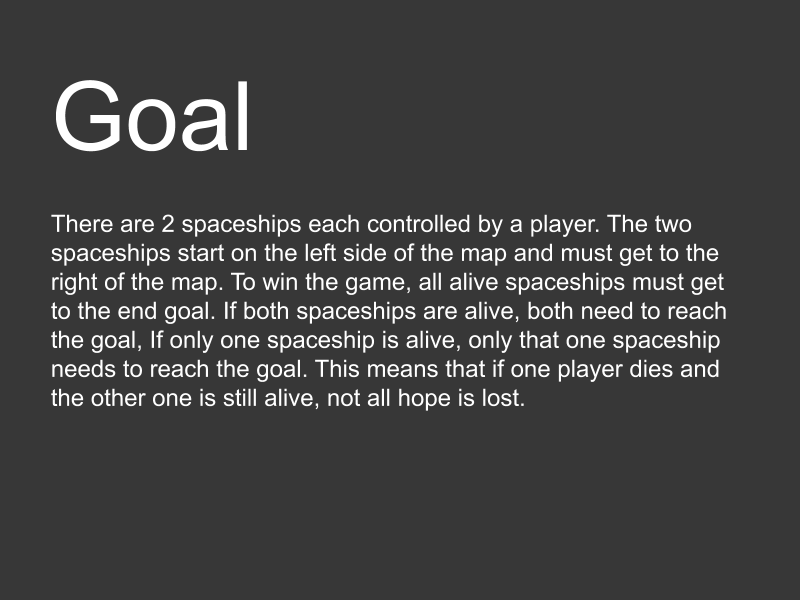 Goal
There are 2 spaceships each controlled by a player. The two
spaceships start on the left side of the map and must get to the
right of the map. To win the game, all alive spaceships must get
to the end goal. If both spaceships are alive, both need to reach
the goal, If only one spaceship is alive, only that one spaceship
needs to reach the goal. This means that if one player dies and
the other one is still alive, not all hope is lost.